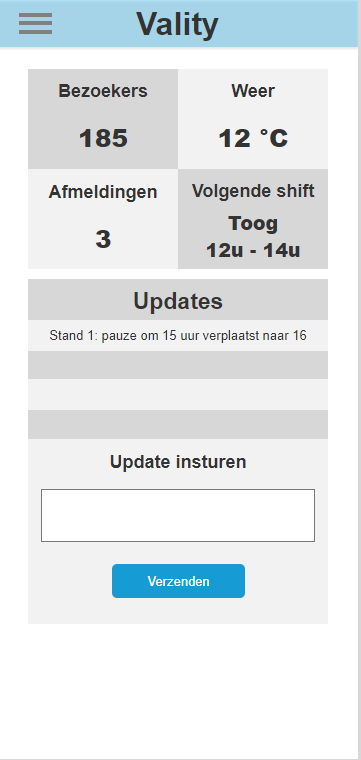 Vality
Bezoekers
185
Weer
12 °C
Afmeldingen
3
Volgende shift
Toog
12u - 14u
Updates
Stand 1: pauze om 15 uur verplaatst naar 16
Update insturen
Verzenden